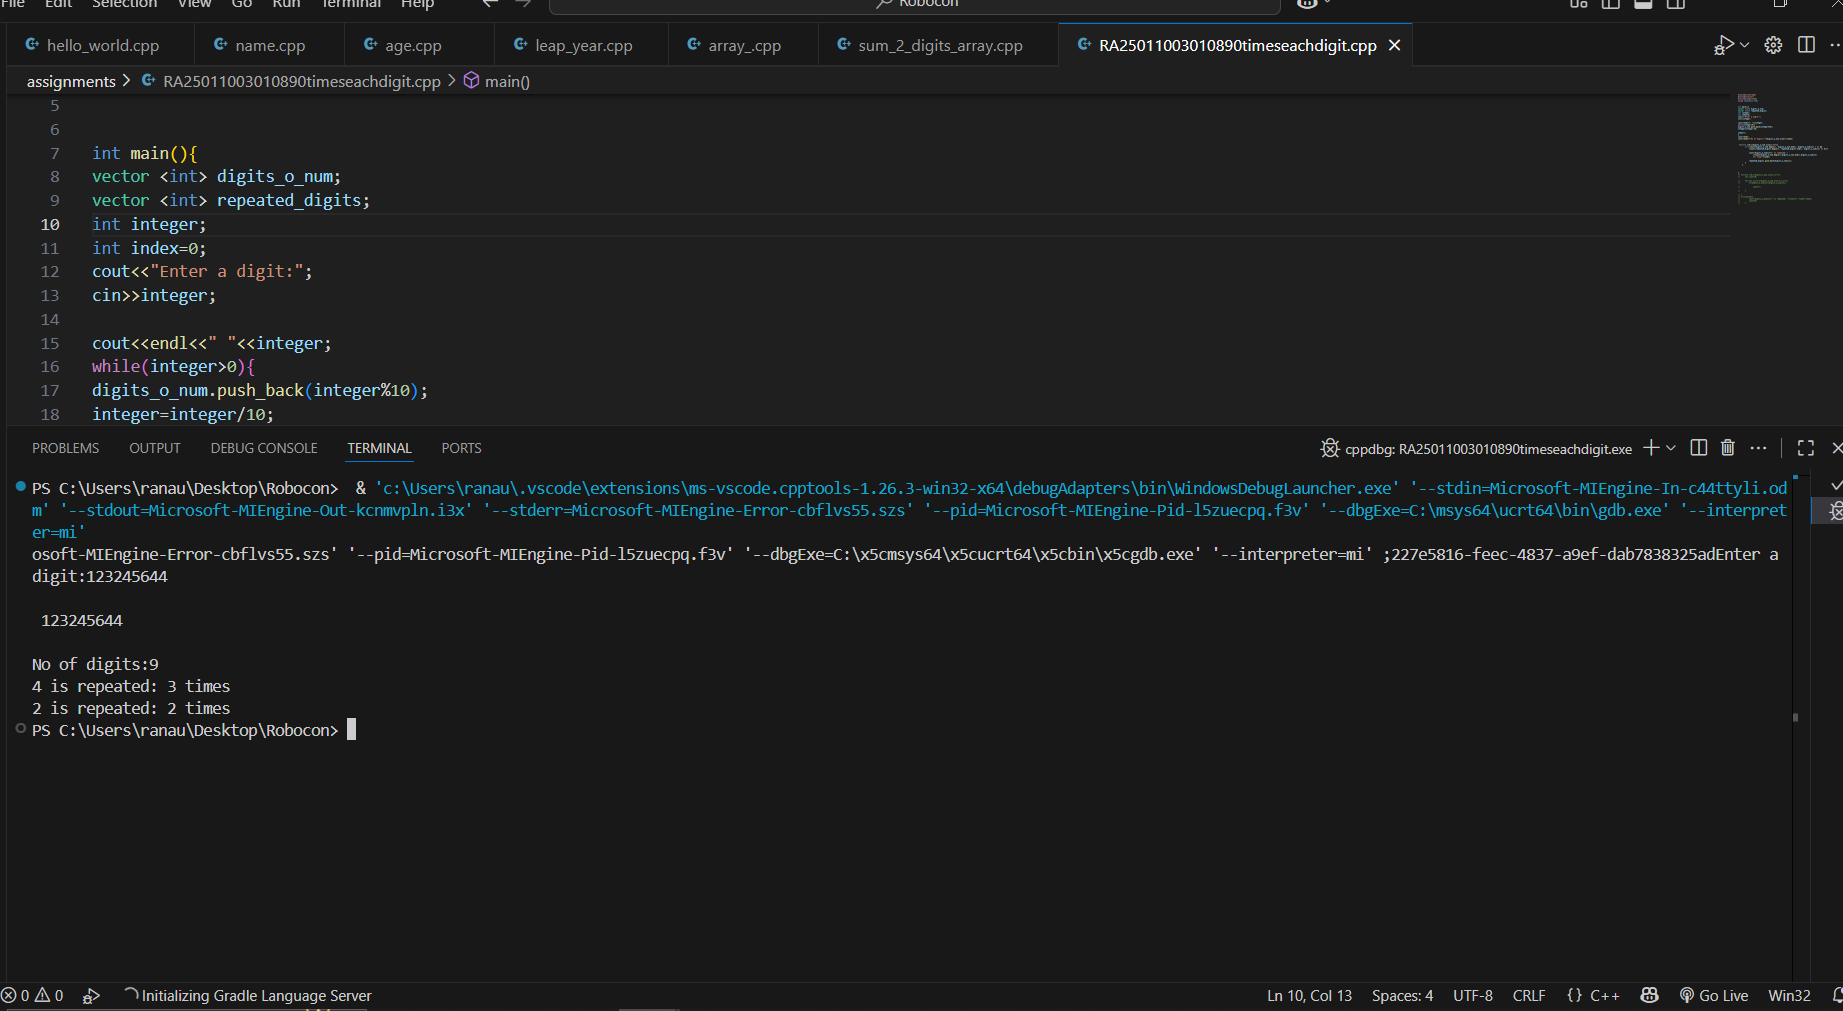 File Edit Selection View Go Run Terminal Help Robocon
hello_world.cpp name.cpp age.cpp leap_year.cpp array_.cpp sum_2_digits_array.cpp RA25011003010890timeseachdigit.cpp
assignments > RA25011003010890timeseachdigit.cpp > main()
5
6
7 int main(){
8 vector <int> digits_o_num;
9 vector <int> repeated_digits;
10 int integer;
11 int index=0;
12 cout<<"Enter a digit:";
13 cin>>integer;
14
15 cout<<endl<<" "<<integer;
16 while(integer>0){
17 digits_o_num.push_back(integer%10);
18 integer=integer/10;
PROBLEMS OUTPUT DEBUG CONSOLE TERMINAL PORTS cppdbg: RA25011003010890timeseachdigit.exe
PS C:\Users\ranau\Desktop\Robocon> & 'c:\Users\ranau\.vscode\extensions\ms-vscode.cpptools-1.26.3-win32-x64\debugAdapters\bin\WindowsDebugLauncher.exe' '--stdin=Microsoft-MIEngine-In-c44ttyli.od
m' '--stdout=Microsoft-MIEngine-Out-kcnmvpln.i3x' '--stderr=Microsoft-MIEngine-Error-cbflvs55.szs' '--pid=Microsoft-MIEngine-Pid-l5zuecpq.f3v' '--dbgExe=C:\msys64\ucrt64\bin\gdb.exe' '--interpret
er=mi'
osoft-MIEngine-Error-cbflvs55.szs' '--pid=Microsoft-MIEngine-Pid-l5zuecpq.f3v' '--dbgExe=C:\x5cmsys64\x5cucrt64\x5cbin\x5cgdb.exe' '--interpreter=mi' ;227e5816-feec-4837-a9ef-dab7838325adEnter a
digit:123245644
123245644
No of digits:9
4 is repeated: 3 times
2 is repeated: 2 times
PS C:\Users\ranau\Desktop\Robocon>
0 0 Initializing Gradle Language Server Ln 10, Col 13 Spaces: 4 UTF-8 CRLF {} C++ Go Live Win32